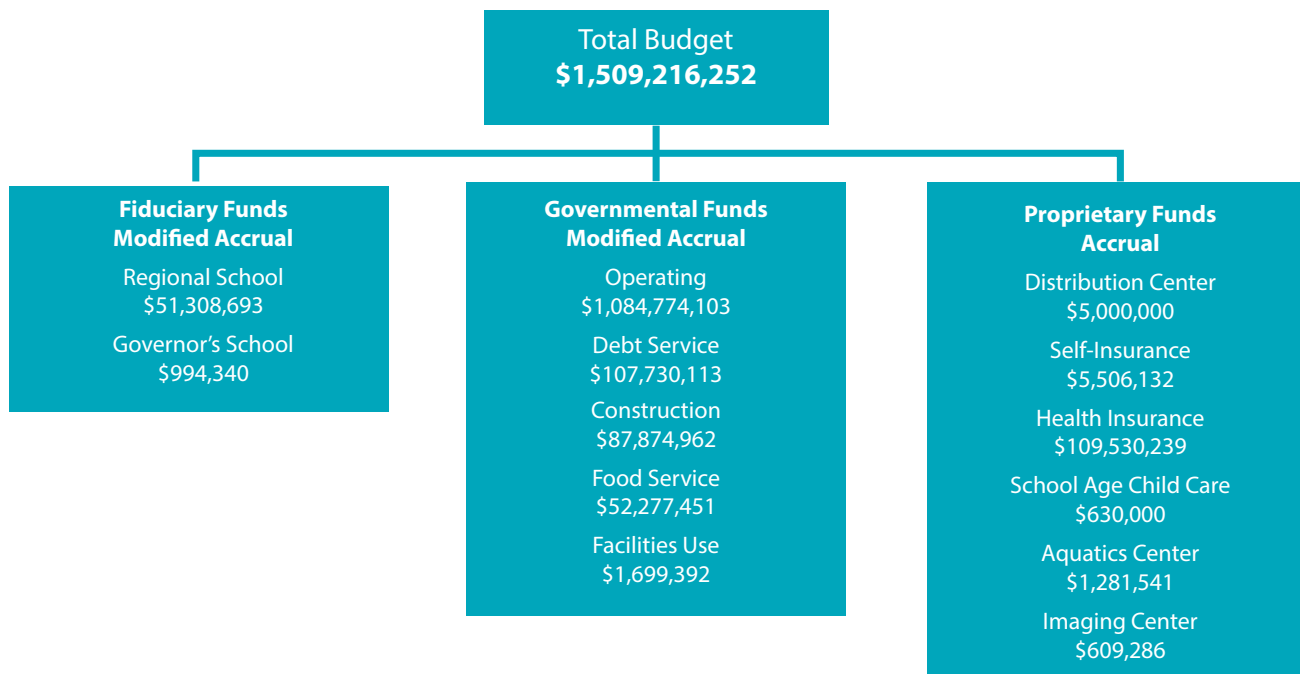 Total Budget
$1,509,216,252
Fiduciary Funds
Modified Accrual
Regional School
$51,308,693
Governor’s School
$994,340
Governmental Funds
Modified Accrual
Operating
$1,084,774,103
Debt Service
$107,730,113
Construction
$87,874,962
Food Service
$52,277,451
Facilities Use
$1,699,392
Proprietary Funds
Accrual
Distribution Center
$5,000,000
Self-Insurance
$5,506,132
Health Insurance
$109,530,239
School Age Child Care
$630,000
Aquatics Center
$1,281,541
Imaging Center
$609,286